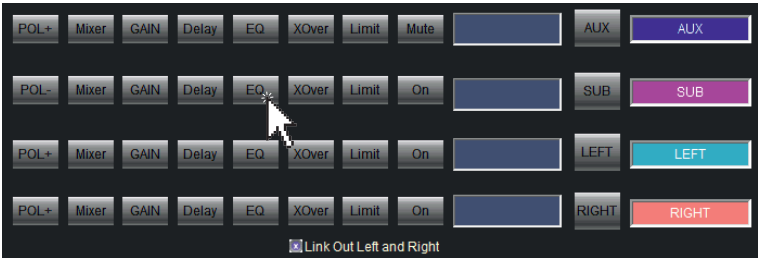 POL+ Mixer GAIN Delay EQ XOver Limit Mute AUX AUX
POL- Mixer GAIN Delay EQ XOver Limit On SUB SUB
POL+ Mixer GAIN Delay EQ XOver Limit On LEFT LEFT
POL+ Mixer GAIN Delay EQ XOver Limit On RIGHT RIGHT
x Link Out Left and Right